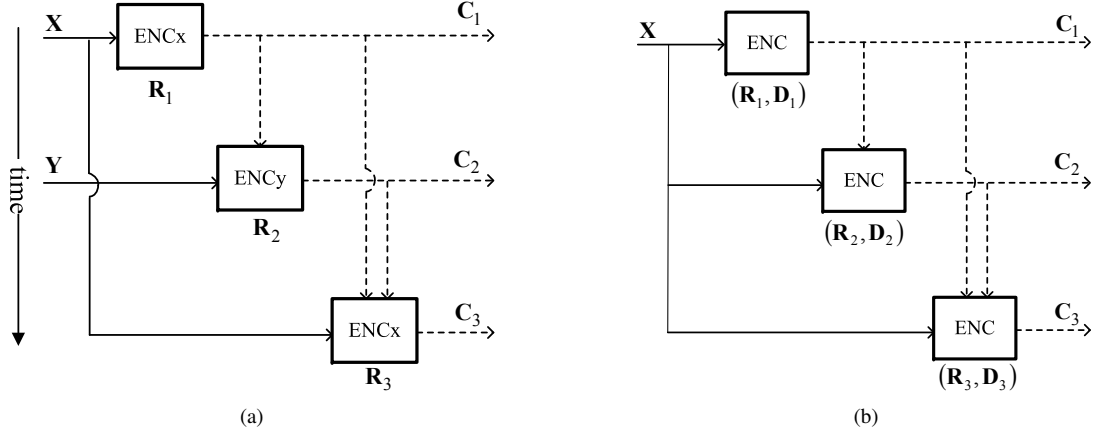 X
ENCx
C1
R1
time
Y
ENCy
C2
R2
ENCx
C3
R3
(a)
X
ENC
C1
(R1, D1)
ENC
C2
(R2, D2)
ENC
C3
(R3, D3)
(b)